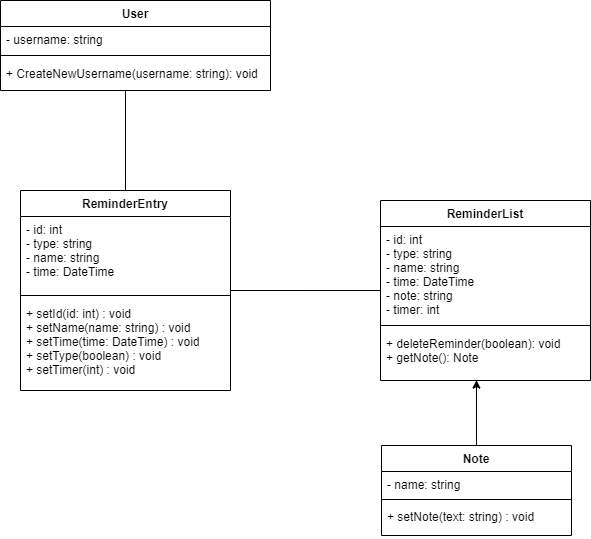 User
- username: string
+ CreateNewUsername(username: string): void
ReminderEntry
- id: int
- type: string
- name: string
- time: DateTime
+ setId(id: int) : void
+ setName(name: string) : void
+ setTime(time: DateTime) : void
+ setType(boolean) : void
+ setTimer(int) : void
ReminderList
- id: int
- type: string
- name: string
- time: DateTime
- note: string
- timer: int
+ deleteReminder(boolean): void
+ getNote(): Note
Note
- name: string
+ setNote(text: string) : void